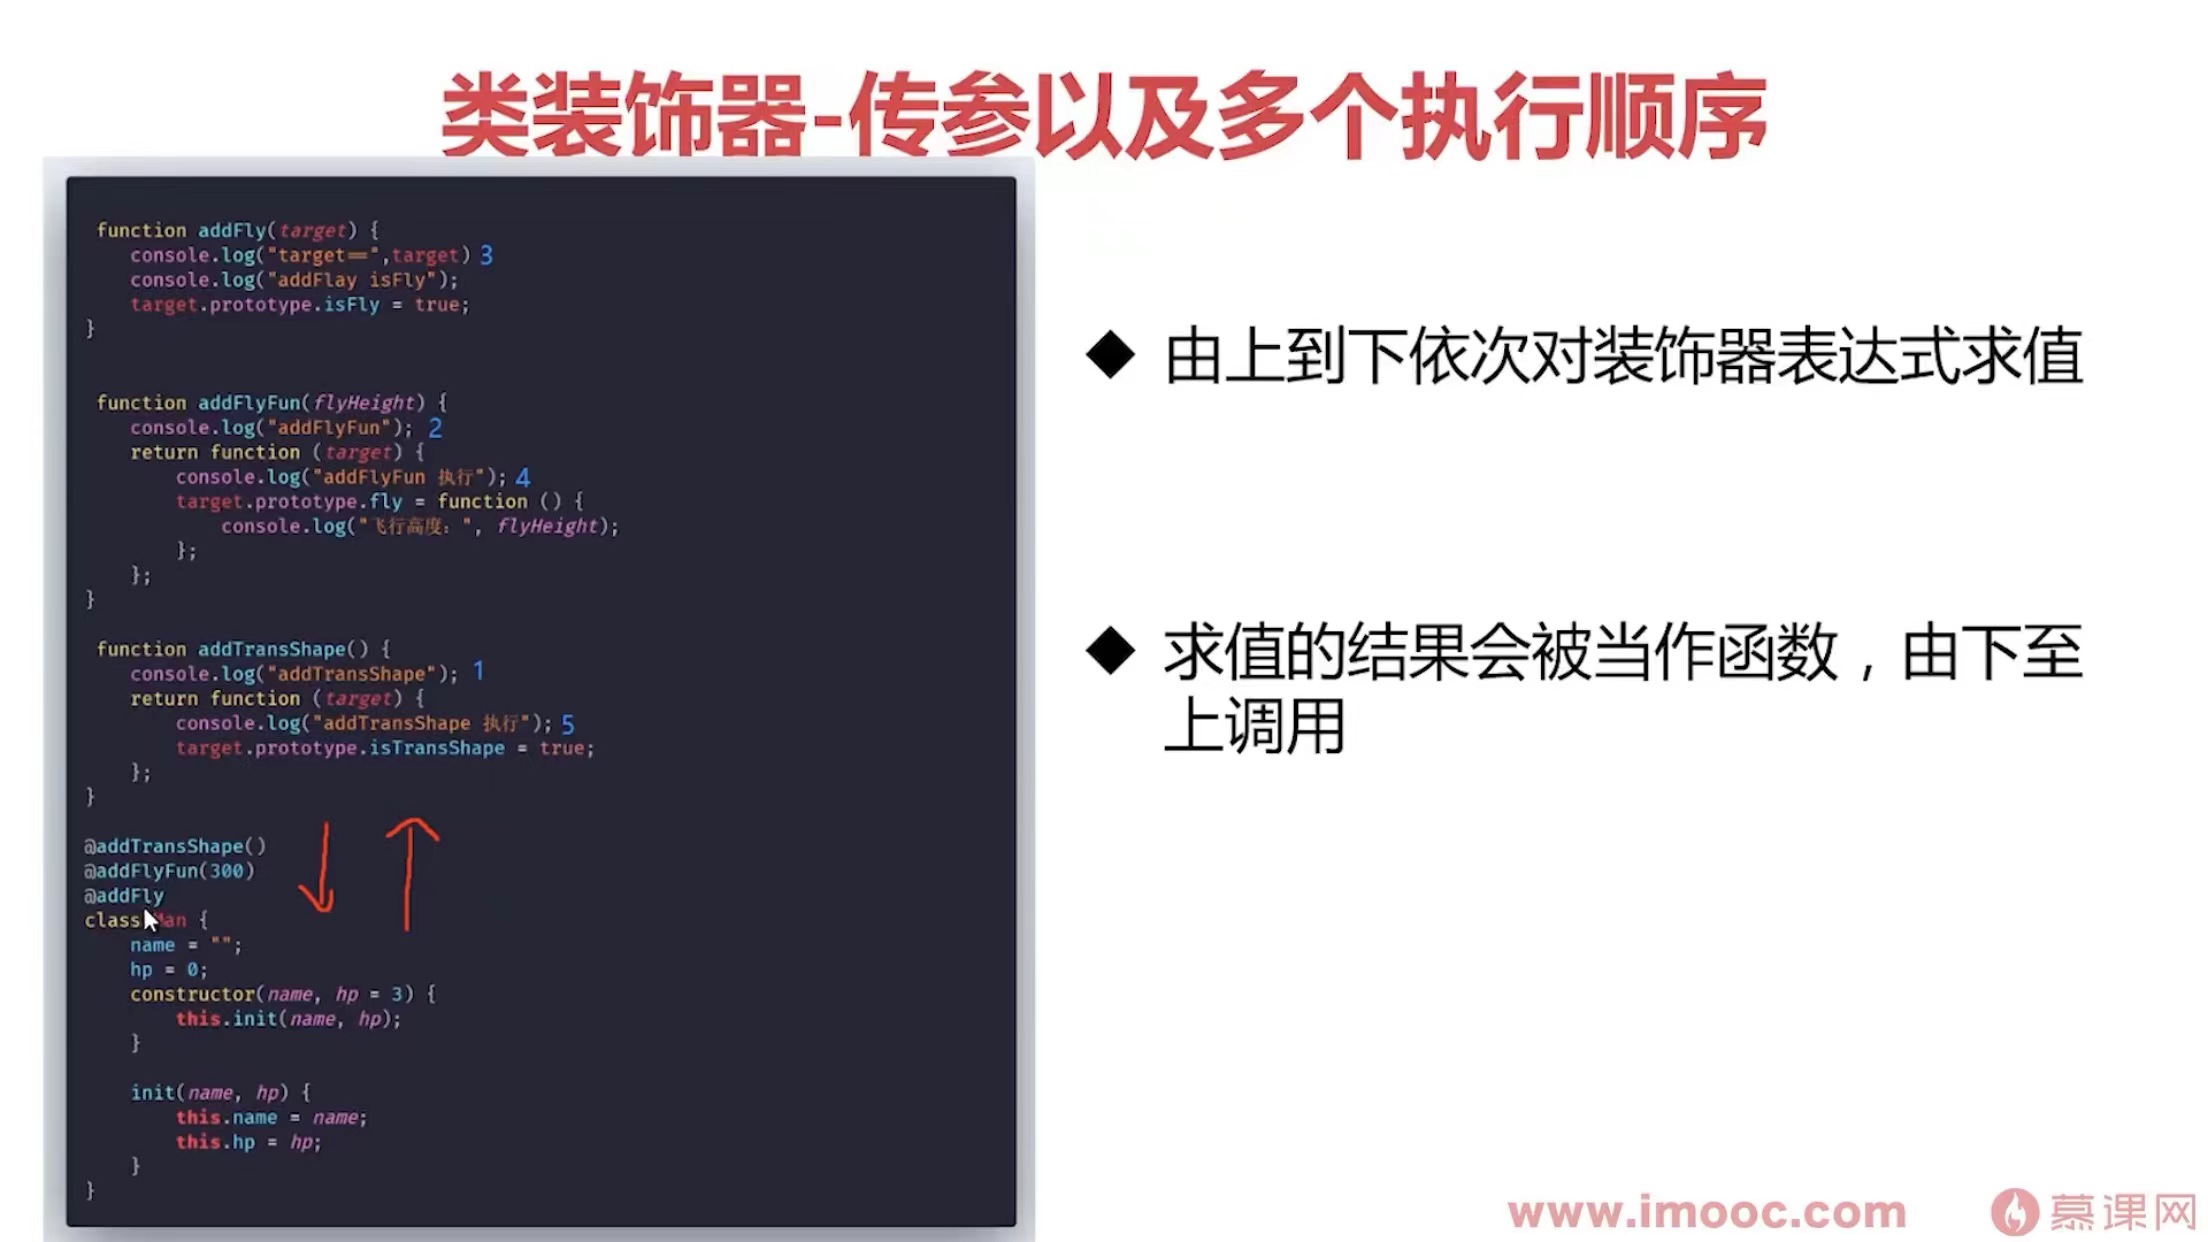 类装饰器-传参以及多个执行顺序
function addFly(target) {
console.log("target==",target) 3
console.log("addFlay isFly");
target.prototype.isFly = true;
}
function addFlyFun(flyHeight) {
console.log("addFlyFun"); 2
return function (target) {
console.log("addFlyFun 执行"); 4
target.prototype.fly = function () {
console.log("飞行高度：", flyHeight);
};
};
}
function addTransShape() {
console.log("addTransShape"); 1
return function (target) {
console.log("addTransShape 执行"); 5
target.prototype.isTransShape = true;
};
}
@addTransShape()
@addFlyFun(300)
@addFly
class Man {
name = "";
hp = 0;
constructor(name, hp = 3) {
this.init(name, hp);
}
init(name, hp) {
this.name = name;
this.hp = hp;
}
}
◆ 由上到下依次对装饰器表达式求值
◆ 求值的结果会被当作函数，由下至
上调用
www.imooc.com 慕课网